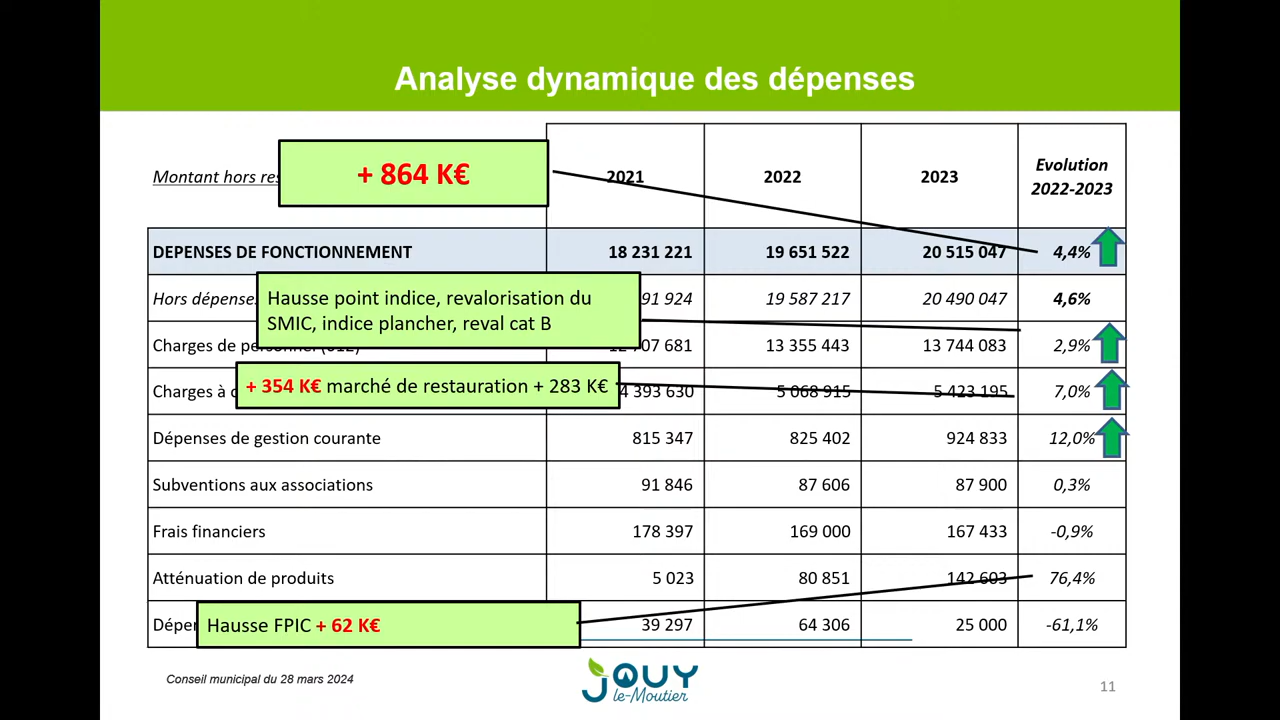 Analyse dynamique des dépenses
Montant hors
+ 864 K€
2021 2022 2023 Evolution
2022-2023
DEPENSES DE FONCTIONNEMENT 18 231 221 19 651 522 20 515 047 4,4%
Hors 91 924 19 587 217 20 490 047 4,6%
Hausse point indice, revalorisation du
SMIC, indice plancher, reval cat B
Charges de 07 681 13 355 443 13 744 083 2,9%
Charges à 4 393 630 5 068 915 5 423 195 7,0%
+ 354 K€ marché de restauration + 283 K€
Dépenses de gestion courante 815 347 825 402 924 833 12,0%
Subventions aux associations 91 846 87 606 87 900 0,3%
Frais financiers 178 397 169 000 167 433 -0,9%
Atténuation de produits 5 023 80 851 142 603 76,4%
39 297 64 306 25 000 -61,1%
Hausse FPIC + 62 K€
Conseil municipal du 28 mars 2024
JOUY
le-Moutier
11